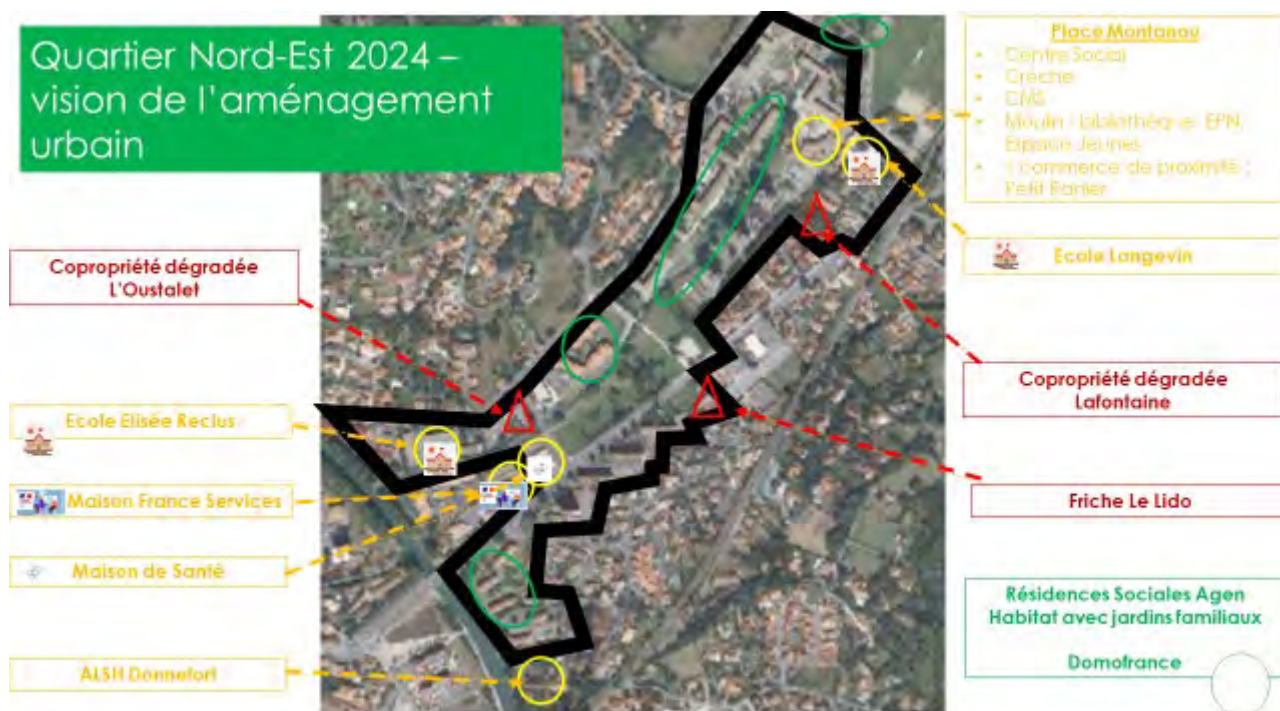 Quartier Nord-Est 2024 –
vision de l'aménagement
urbain
Place Montanou
• Centre Social
• Crèche
• CMS
• Moulin : bibliothèque, EPN,
Espace Jeunes
• 1 commerce de proximité :
Petit Panier
Ecole Langevin
Copropriété dégradée
L'Oustalet
Copropriété dégradée
Lafontaine
Ecole Elisée Reclus
Maison France Services
Friche Le Lido
Maison de Santé
Résidences Sociales Agen
Habitat avec jardins familiaux
Domofrance
ALSH Donnefort